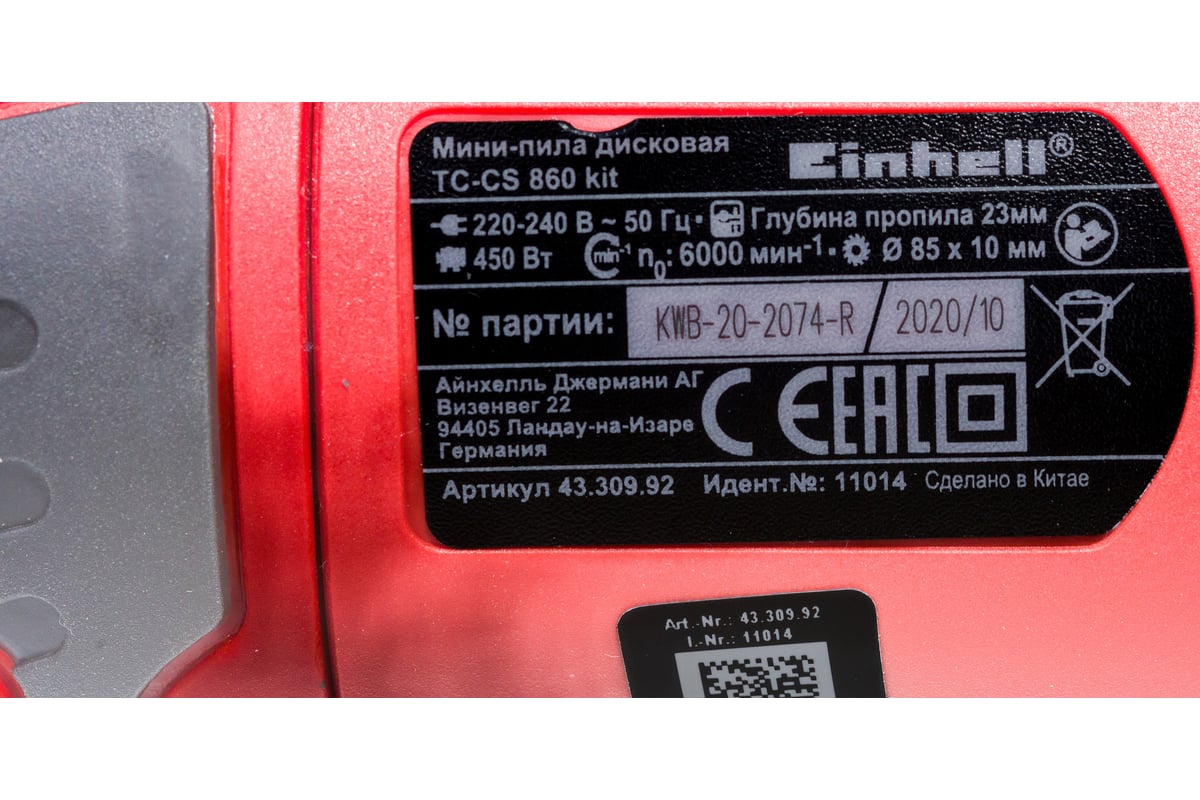 Мини-пила дисковая
TC-CS 860 kit
Einhell®
220-240 В ~ 50 Гц · Глубина пропила 23мм
450 Вт min⁻¹ n₀: 6000 мин⁻¹ · Ø 85 x 10 мм
№ партии: KWB-20-2074-R / 2020/10
Айнхелль Джермани АГ
Визенвег 22
94405 Ландау-на-Изаре
Германия
CE EAC
Артикул 43.309.92 Идент.№: 11014 Сделано в Китае
Art.-Nr.: 43.309.92
I.-Nr.: 11014